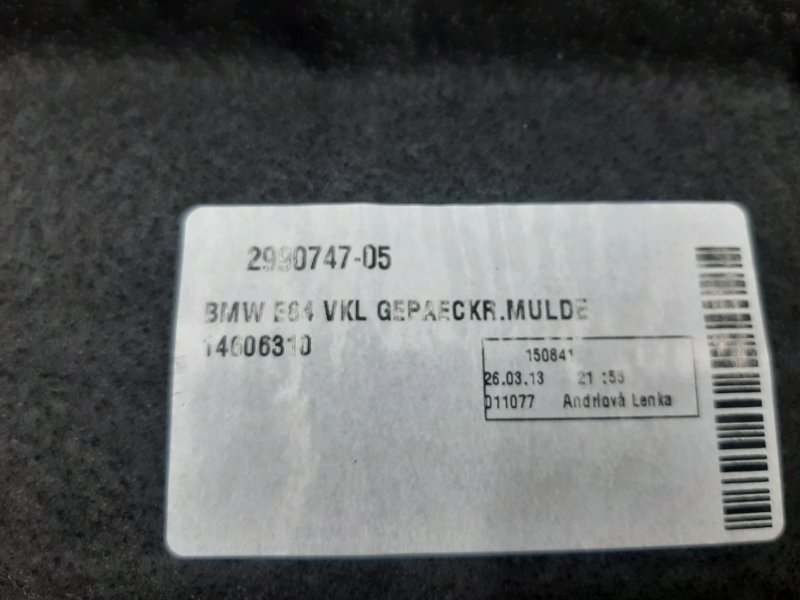 2990747-05
BMW E84 VKL GEPAECKR.MULDE
14606310
150841
26.03.13 21:55
011077 Andrlová Lenka